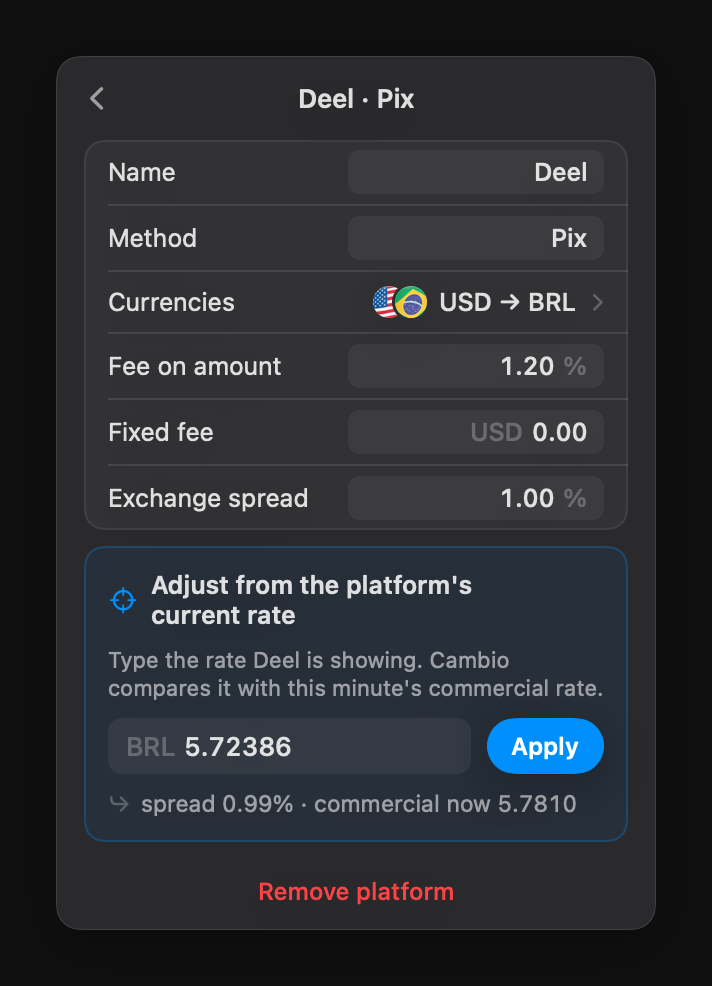 Deel · Pix
Name Deel
Method Pix
Currencies USD → BRL
Fee on amount 1.20 %
Fixed fee USD 0.00
Exchange spread 1.00 %
Adjust from the platform's
current rate
Type the rate Deel is showing. Cambio
compares it with this minute's commercial rate.
BRL 5.72386 Apply
spread 0.99% · commercial now 5.7810
Remove platform